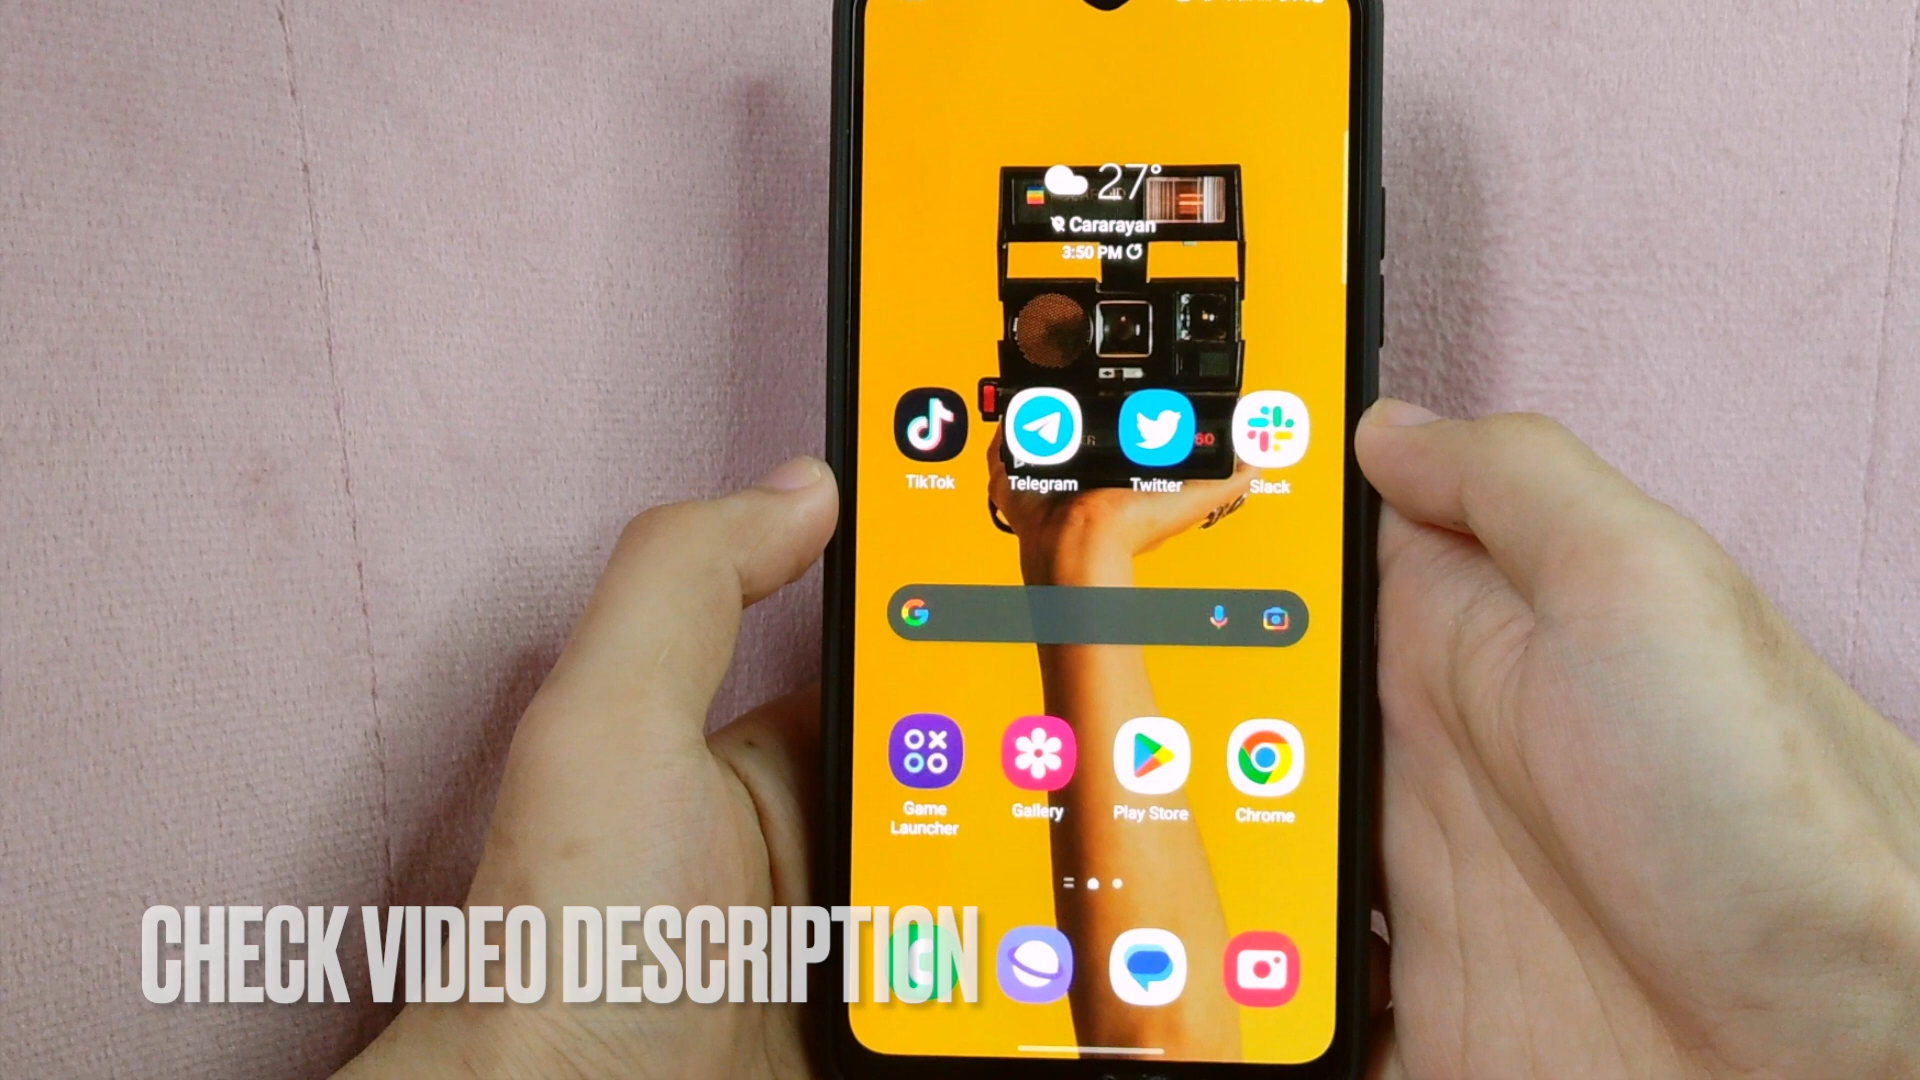 27°
Cararayan
3:50 PM
TikTok
Telegram
Twitter
Slack
Game
Launcher
Gallery
Play Store
Chrome
CHECK VIDEO DESCRIPTION